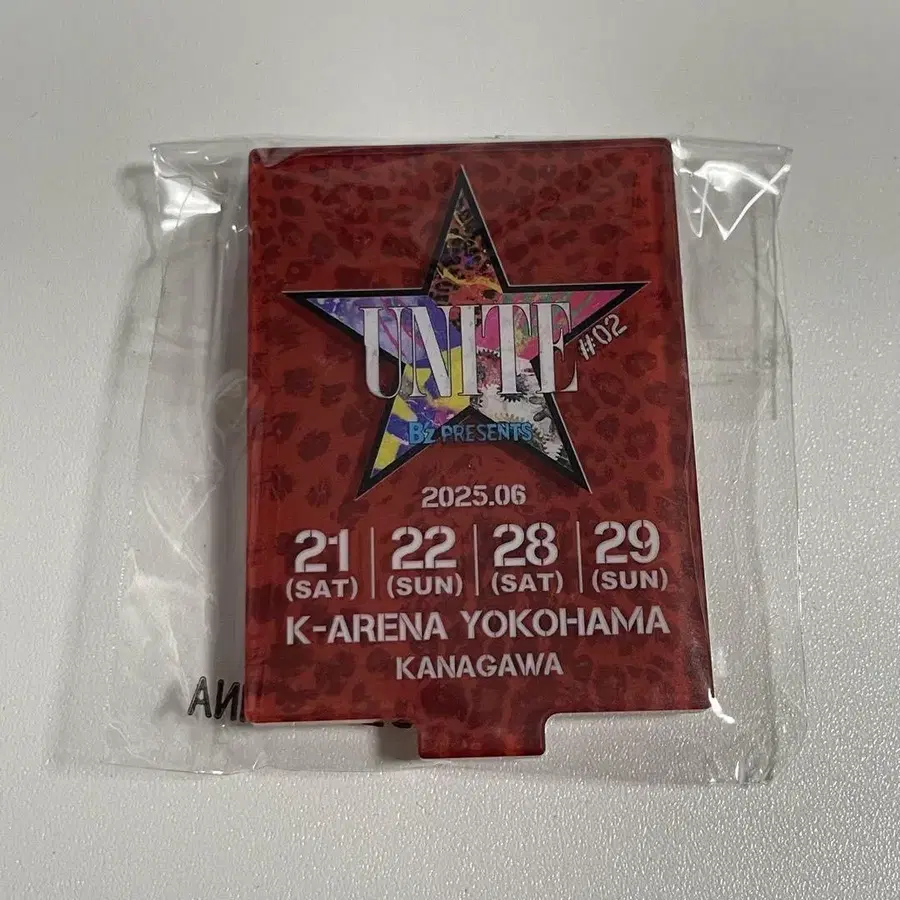 UNITE
#02
B'z PRESENTS
2025.06
21 22 28 29
(SAT) (SUN) (SAT) (SUN)
K-ARENA YOKOHAMA
KANAGAWA